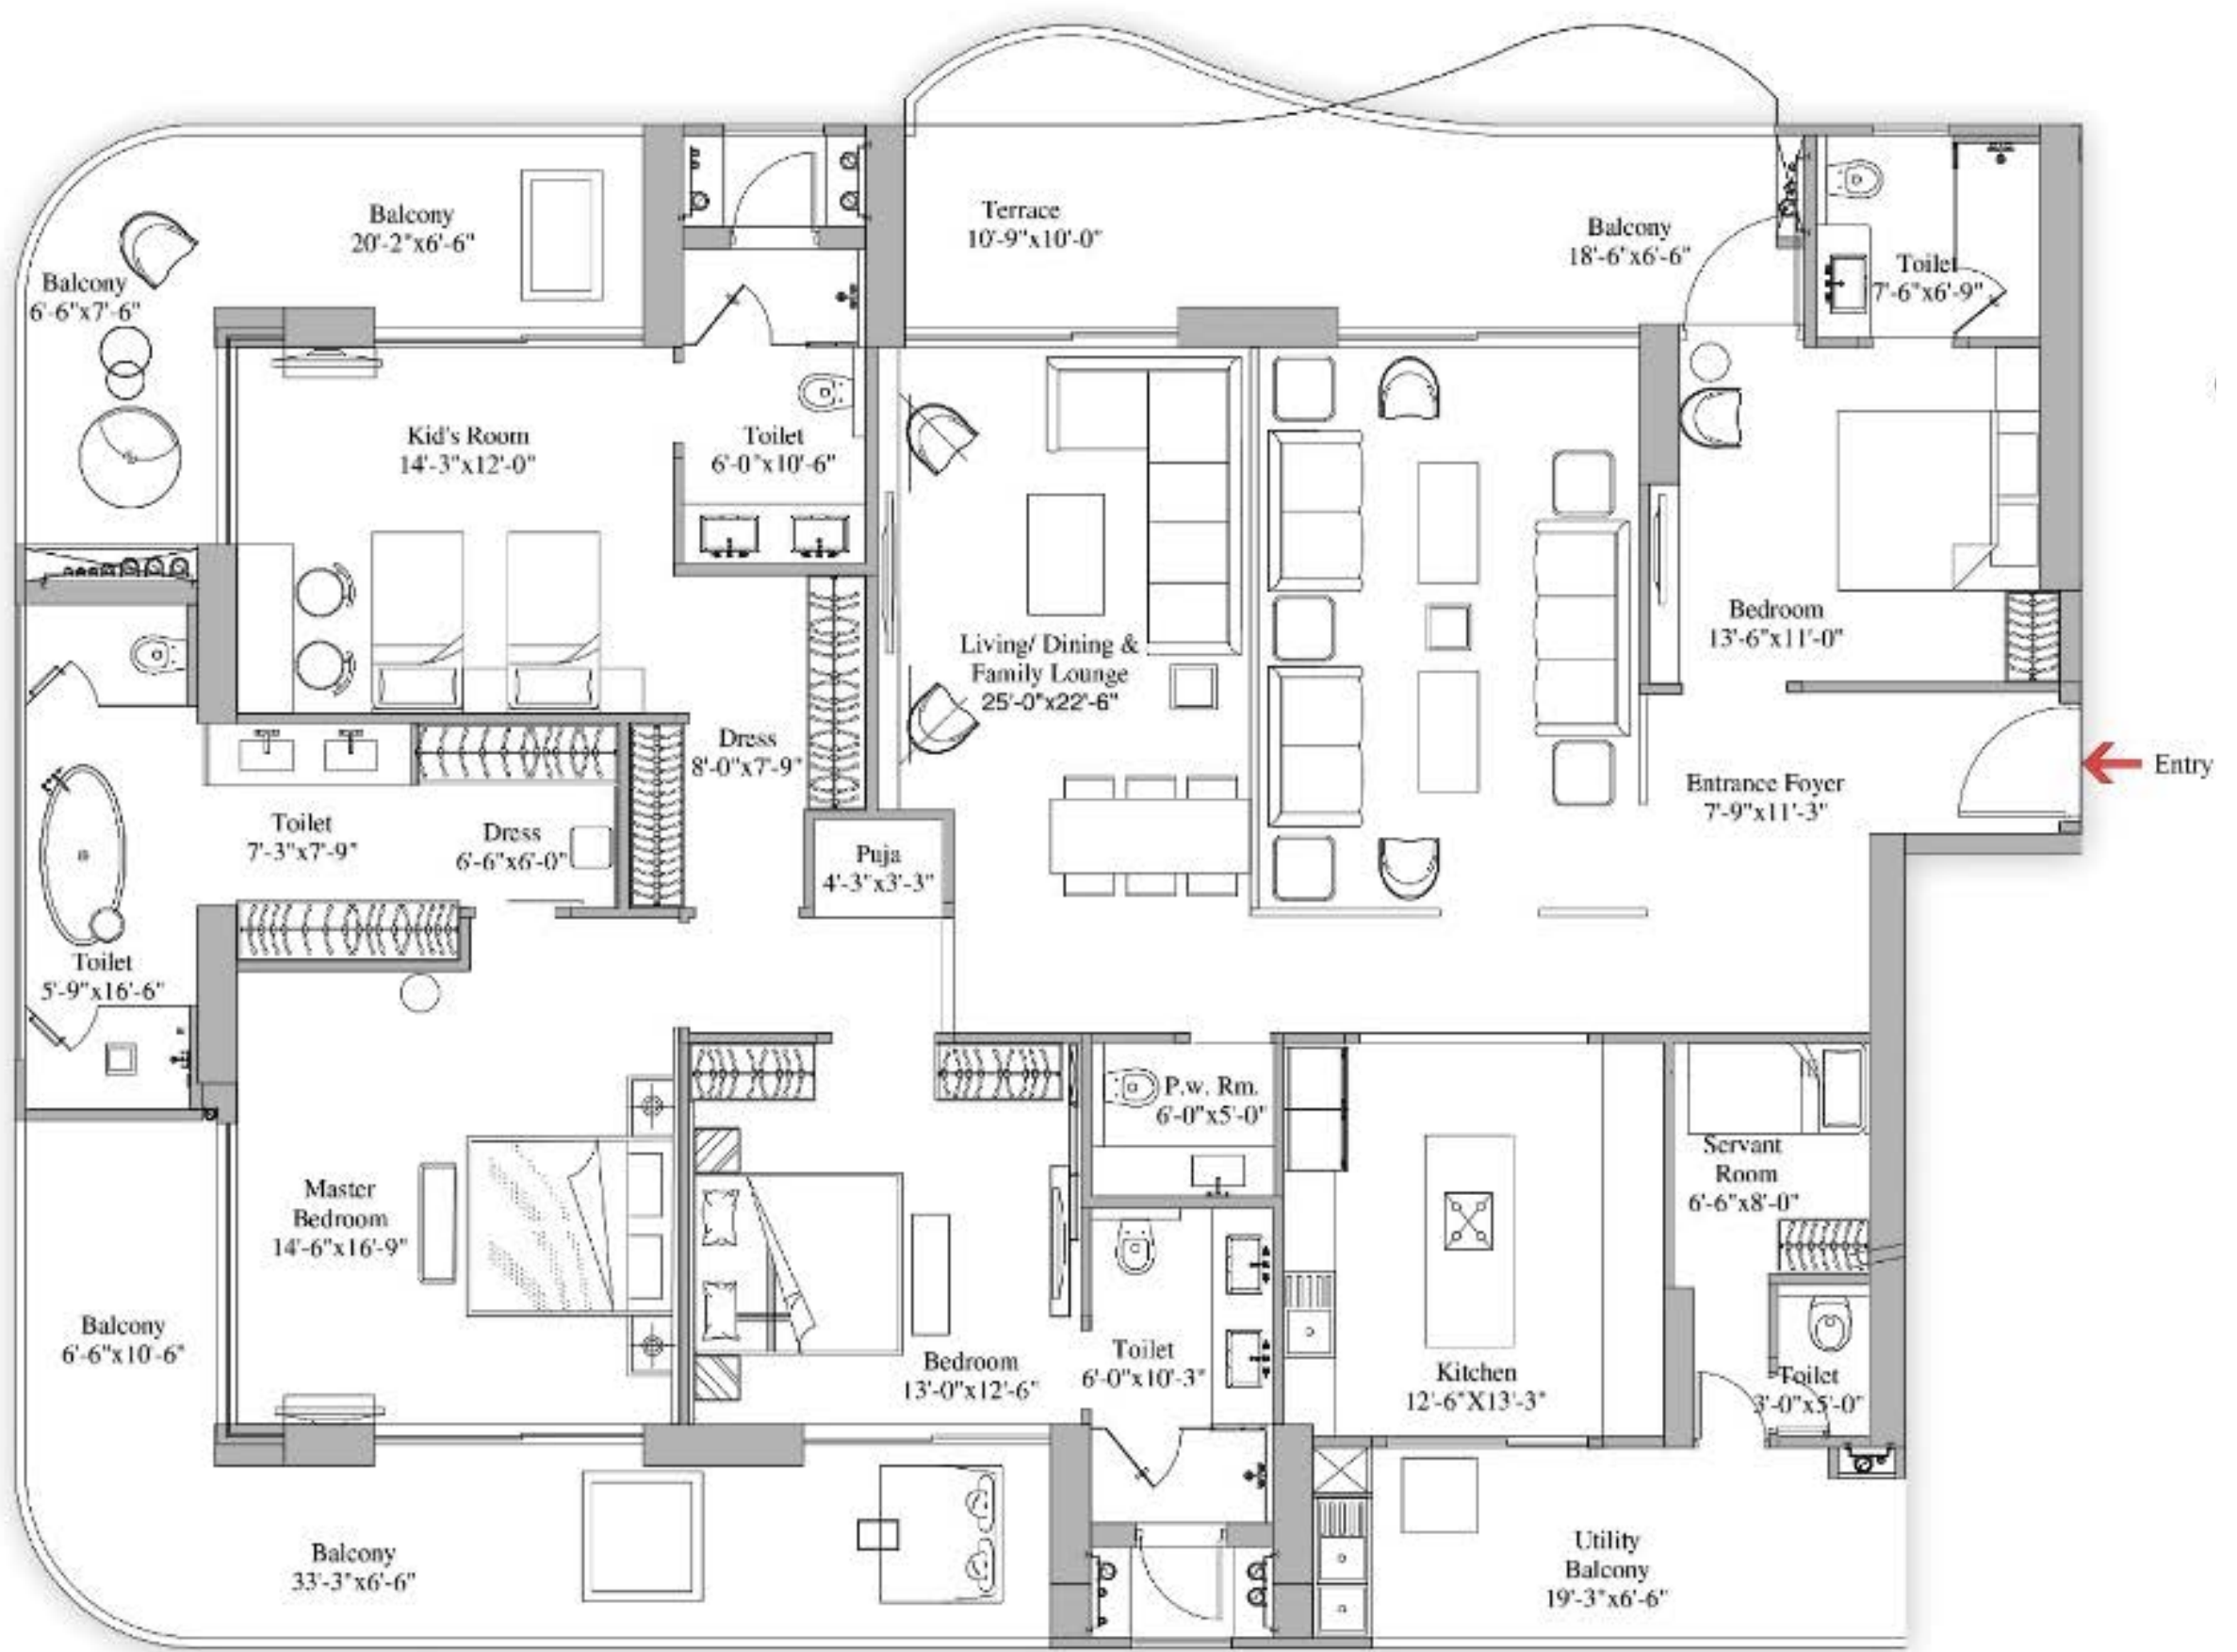 Balcony
20'-2"x6'-6"
Terrace
10'-9"x10'-0"
Balcony
18'-6"x6'-6"
Toilet
7'-6"x6'-9"
Balcony
6'-6"x7'-6"
Kid's Room
14'-3"x12'-0"
Toilet
6'-0"x10'-6"
Living/ Dining &
Family Lounge
25'-0"x22'-6"
Bedroom
13'-6"x11'-0"
Dress
8'-0"x7'-9"
Entrance Foyer
7'-9"x11'-3"
Entry
Toilet
7'-3"x7'-9"
Dress
6'-6"x6'-0"
Puja
4'-3"x3'-3"
Toilet
5'-9"x16'-6"
P.w. Rm.
6'-0"x5'-0"
Servant
Room
6'-6"x8'-0"
Master
Bedroom
14'-6"x16'-9"
Balcony
6'-6"x10'-6"
Bedroom
13'-0"x12'-6"
Toilet
6'-0"x10'-3"
Kitchen
12'-6"X13'-3"
Toilet
3'-0"x5'-0"
Balcony
33'-3"x6'-6"
Utility
Balcony
19'-3"x6'-6"